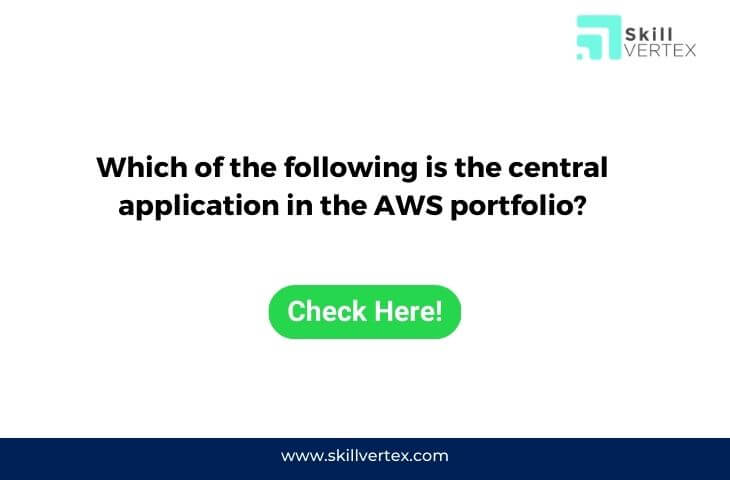 Skill
VERTEX
Which of the following is the central
application in the AWS portfolio?
Check Here!
www.skillvertex.com